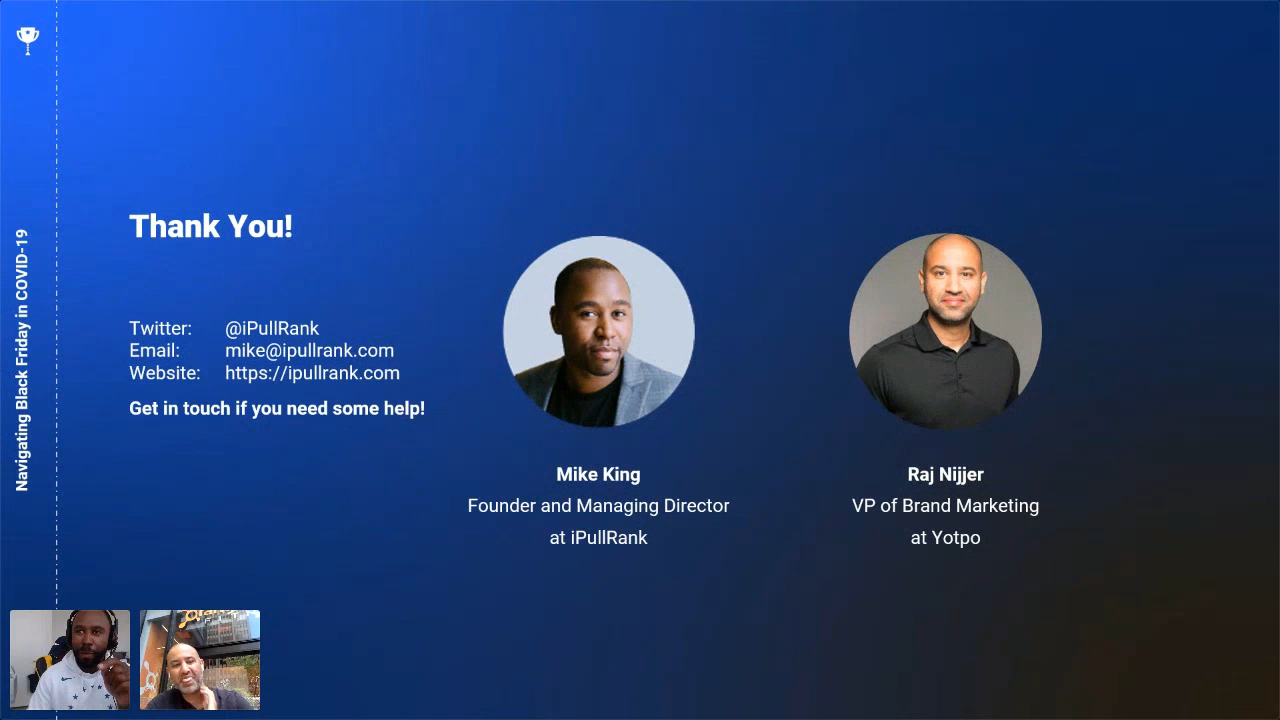 Navigating Black Friday in COVID-19
Thank You!
Twitter: @iPullRank
Email: mike@ipullrank.com
Website: https://ipullrank.com
Get in touch if you need some help!
Mike King
Founder and Managing Director
at iPullRank
Raj Nijjer
VP of Brand Marketing
at Yotpo